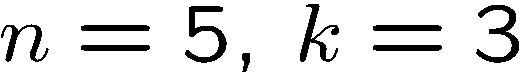 n = 5, k = 3